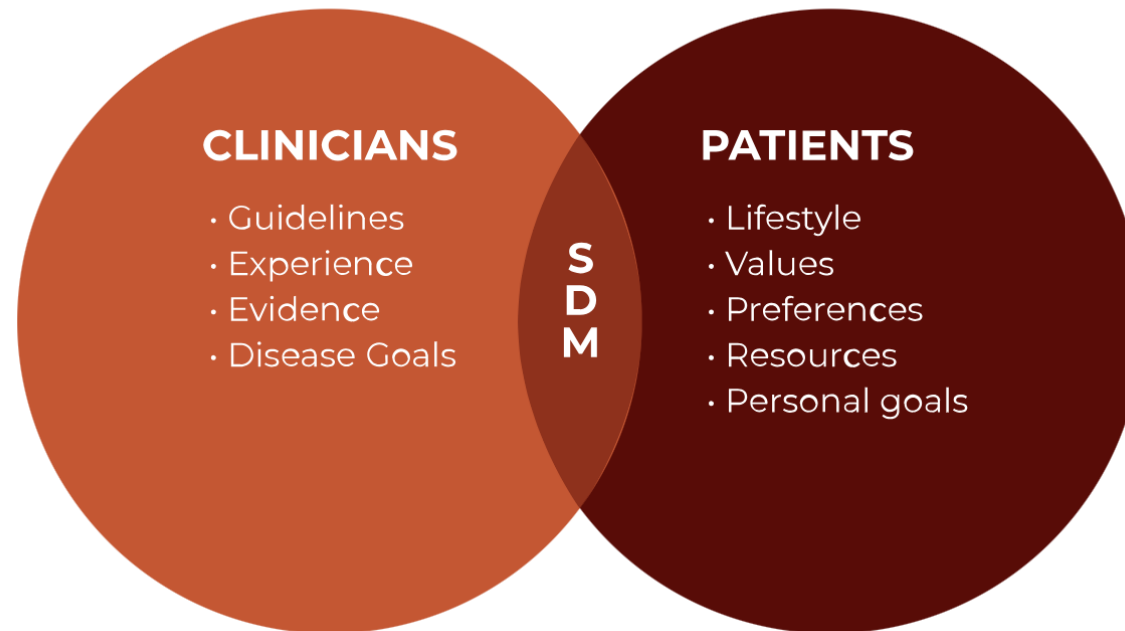 CLINICIANS
· Guidelines
· Experience
· Evidence
· Disease Goals
S
D
M
PATIENTS
· Lifestyle
· Values
· Preferences
· Resources
· Personal goals